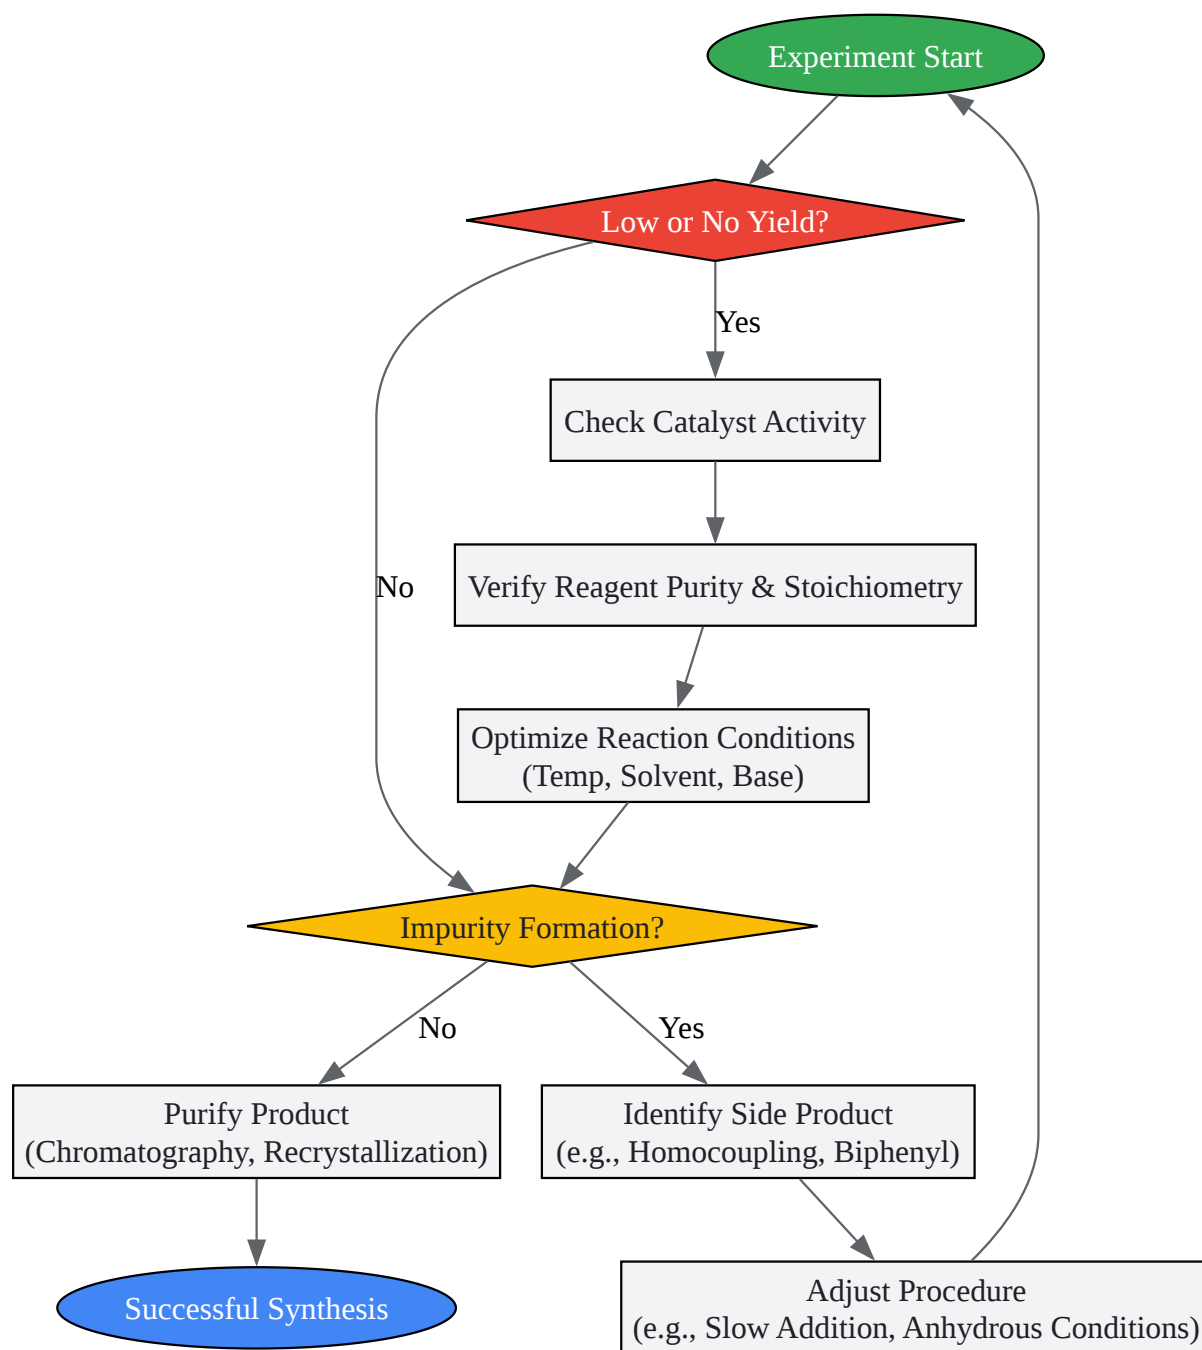 Experiment Start
Low or No Yield?
Yes
Check Catalyst Activity
No
Verify Reagent Purity & Stoichiometry
Optimize Reaction Conditions
(Temp, Solvent, Base)
Impurity Formation?
No
Yes
Purify Product
(Chromatography, Recrystallization)
Identify Side Product
(e.g., Homocoupling, Biphenyl)
Successful Synthesis
Adjust Procedure
(e.g., Slow Addition, Anhydrous Conditions)